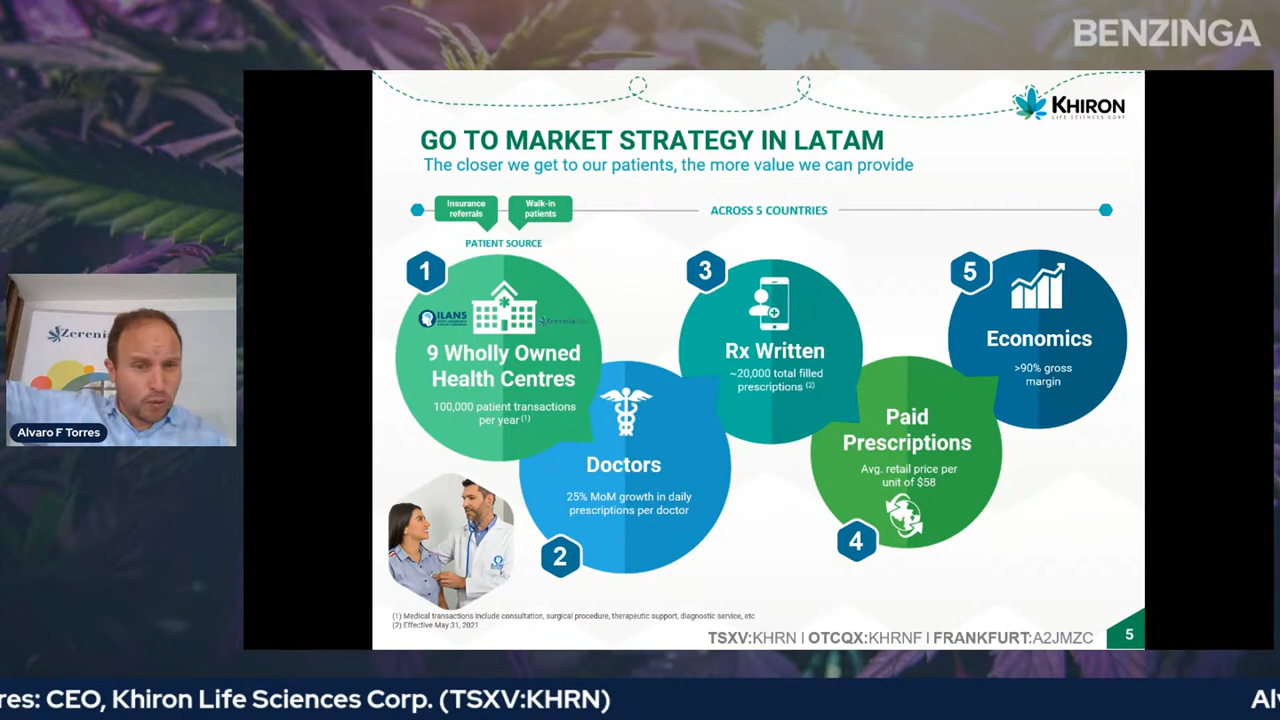 BENZINGA
KHIRON
LIFE SCIENCES CORP
GO TO MARKET STRATEGY IN LATAM
The closer we get to our patients, the more value we can provide
Insurance
referrals
Walk-in
patients
ACROSS 5 COUNTRIES
PATIENT SOURCE
1
ILANS
Zerenia
9 Wholly Owned
Health Centres
100,000 patient transactions
per year (1)
Doctors
25% MoM growth in daily
prescriptions per doctor
2
3
Rx Written
~20,000 total filled
prescriptions (2)
Paid
Prescriptions
Avg. retail price per
unit of $58
4
5
Economics
>90% gross
margin
Zereni
Alvaro F Torres
(1) Medical transactions include consultation, surgical procedure, therapeutic support, diagnostic service, etc
(2) Effective May 31, 2021
TSXV:KHRN I OTCQX:KHRNF I FRANKFURT:A2JMZC
5
res: CEO, Khiron Life Sciences Corp. (TSXV:KHRN)
Al